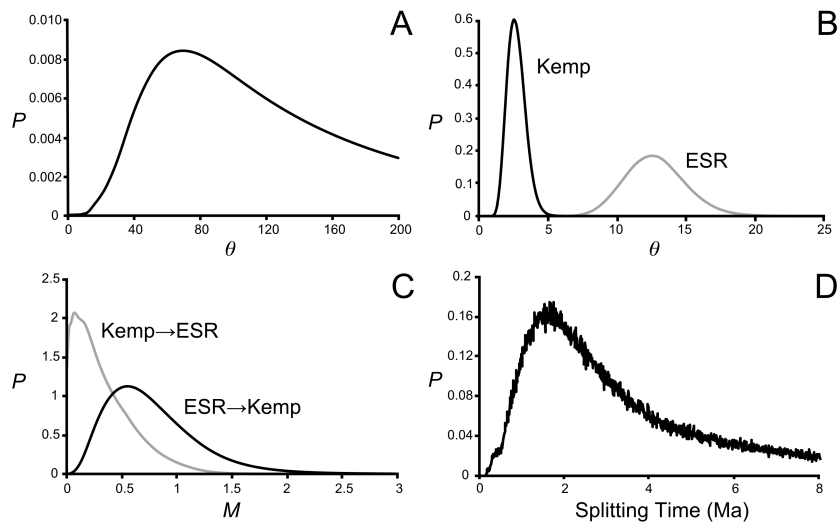 A
0.010
0.008
0.006
0.004
0.002
0
P
0 40 80 120 160 200
θ
B
0.6
0.5
0.4
0.3
0.2
0.1
0
P
Kemp
ESR
0 5 10 15 20 25
θ
C
2.5
2
1.5
1
0.5
0
P
Kemp→ESR
ESR→Kemp
0 0.5 1 1.5 2 2.5 3
M
D
0.2
0.16
0.12
0.08
0.04
0
P
0 2 4 6 8
Splitting Time (Ma)